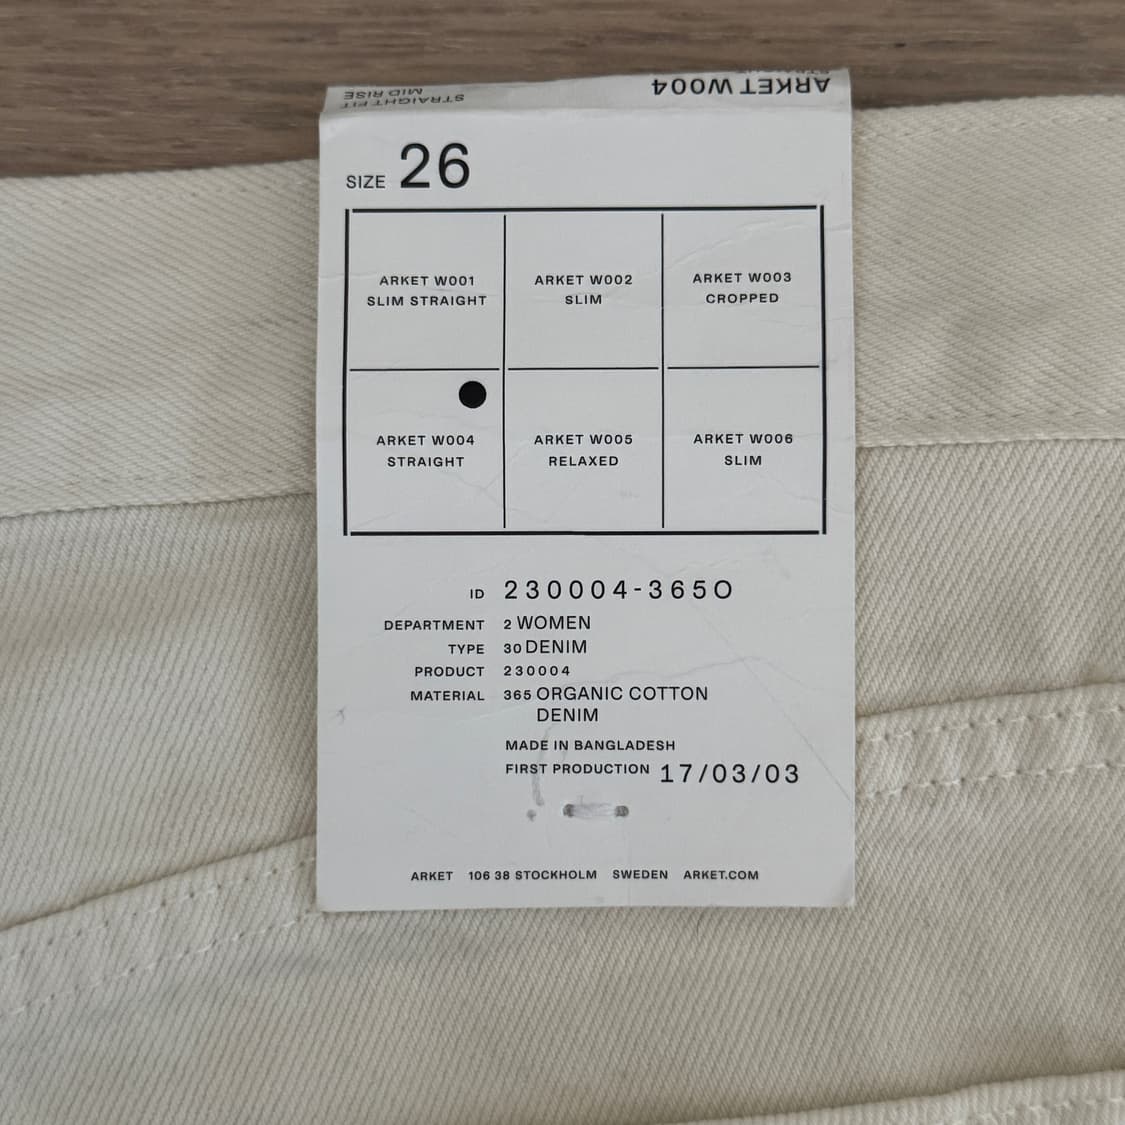 STRAIGHT FIT
MID RISE
ARKET W004
SIZE 26
ARKET W001
SLIM STRAIGHT
ARKET W002
SLIM
ARKET W003
CROPPED
ARKET W004
STRAIGHT
ARKET W005
RELAXED
ARKET W006
SLIM
ID 230004-365O
DEPARTMENT 2 WOMEN
TYPE 30 DENIM
PRODUCT 230004
MATERIAL 365 ORGANIC COTTON
DENIM
MADE IN BANGLADESH
FIRST PRODUCTION 17/03/03
ARKET 106 38 STOCKHOLM SWEDEN ARKET.COM